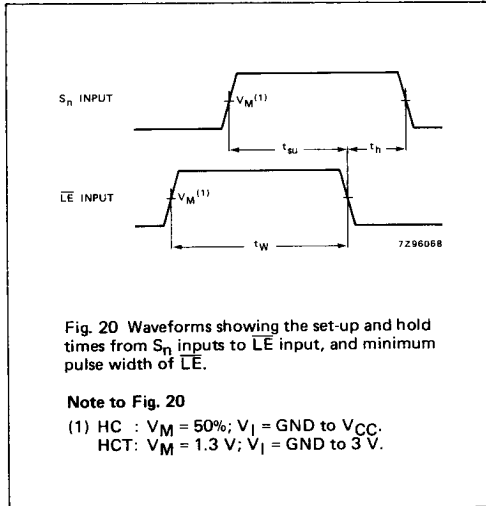 Sn INPUT
VM(1)
tsu
th
LE INPUT
VM(1)
tW
7Z96068
Fig. 20 Waveforms showing the set-up and hold
times from Sn inputs to LE input, and minimum
pulse width of LE.
Note to Fig. 20
(1) HC : VM = 50%; VI = GND to VCC.
HCT: VM = 1.3 V; VI = GND to 3 V.